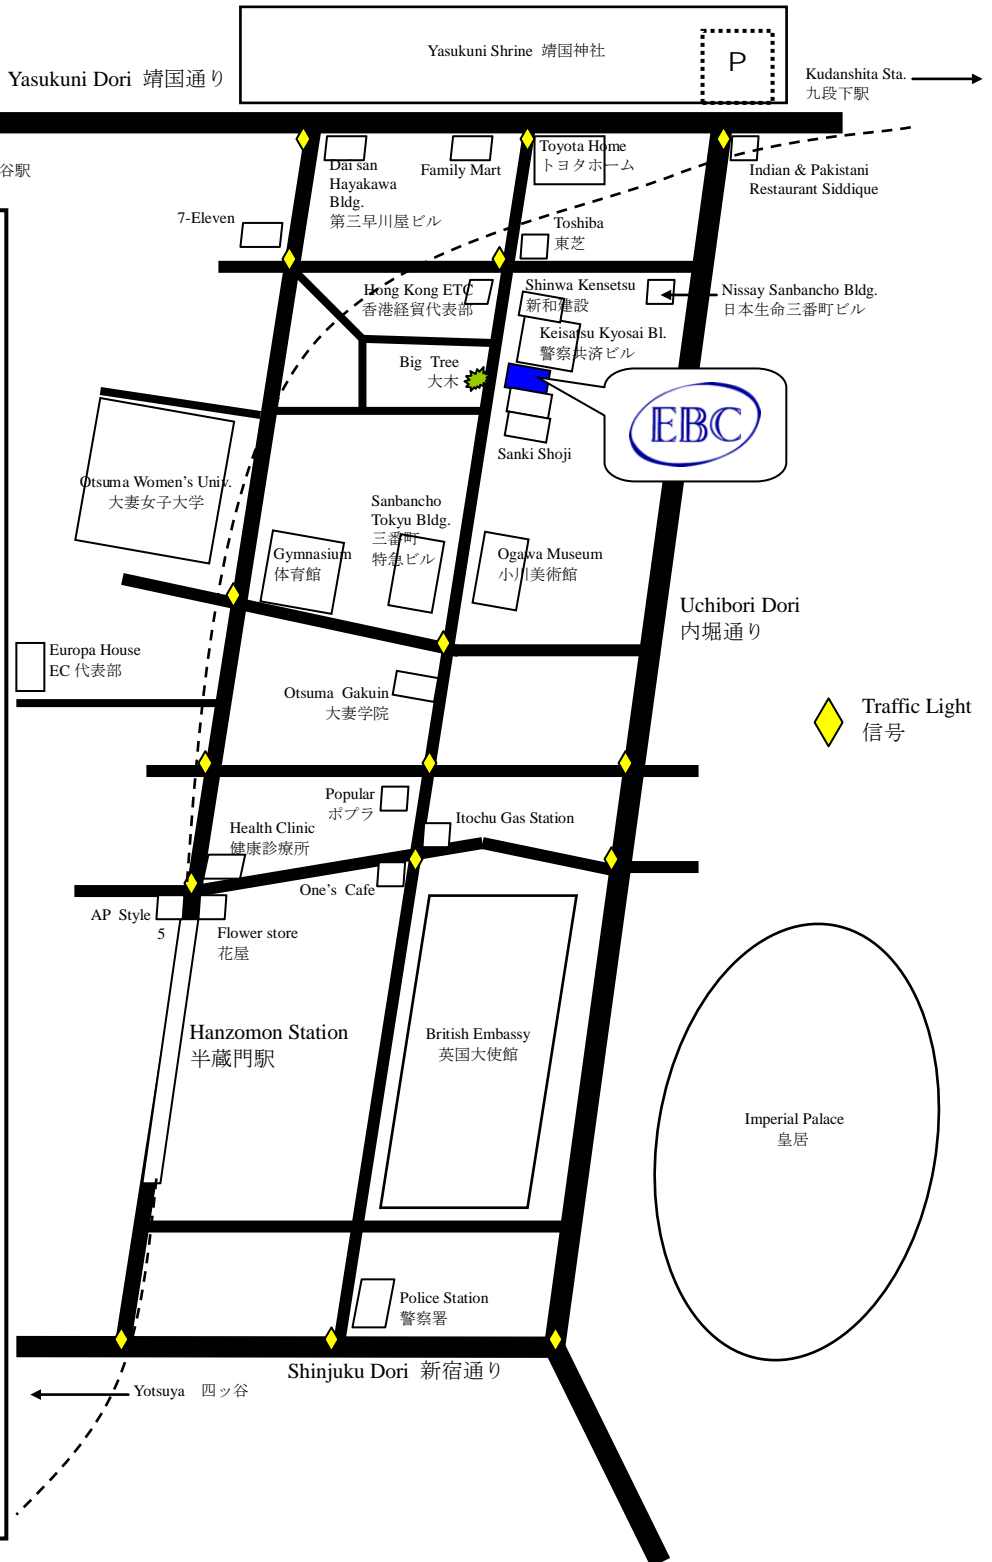 Yasukuni Shrine 靖国神社
P
Yasukuni Dori 靖国通り
Kudanshita Sta.
九段下駅
谷駅
Dai san
Hayakawa
Bldg.
第三早川屋ビル
Family Mart
Toyota Home
トヨタホーム
Indian & Pakistani
Restaurant Siddique
7-Eleven
Toshiba
東芝
Hong Kong ETC
香港経貿代表部
Shinwa Kensetsu
新和建設
Nissay Sanbancho Bldg.
日本生命三番町ビル
Keisatsu Kyosai Bl.
警察共済ビル
Big Tree
大木
EBC
Sanki Shoji
Otsuma Women's Univ.
大妻女子大学
Sanbancho
Tokyu Bldg.
三番町
特急ビル
Gymnasium
体育館
Ogawa Museum
小川美術館
Uchibori Dori
内堀通り
Europa House
EC 代表部
Otsuma Gakuin
大妻学院
Traffic Light
信号
Popular
ポプラ
Itochu Gas Station
Health Clinic
健康診療所
One's Cafe
AP Style
5
Flower store
花屋
Hanzomon Station
半蔵門駅
British Embassy
英国大使館
Imperial Palace
皇居
Police Station
警察署
Shinjuku Dori 新宿通り
Yotsuya 四ッ谷